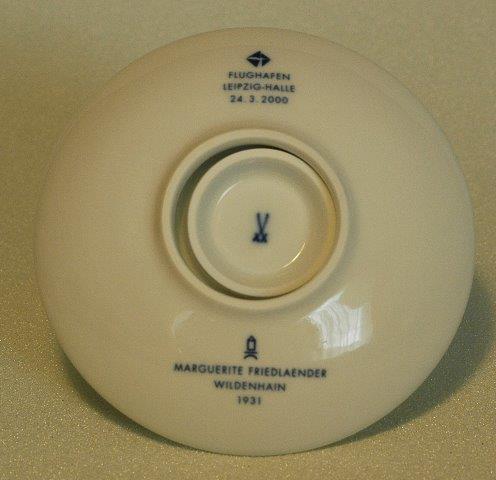 FLUGHAFEN
LEIPZIG-HALLE
24.3.2000
MARGUERITE FRIEDLAENDER
WILDENHAIN
1931